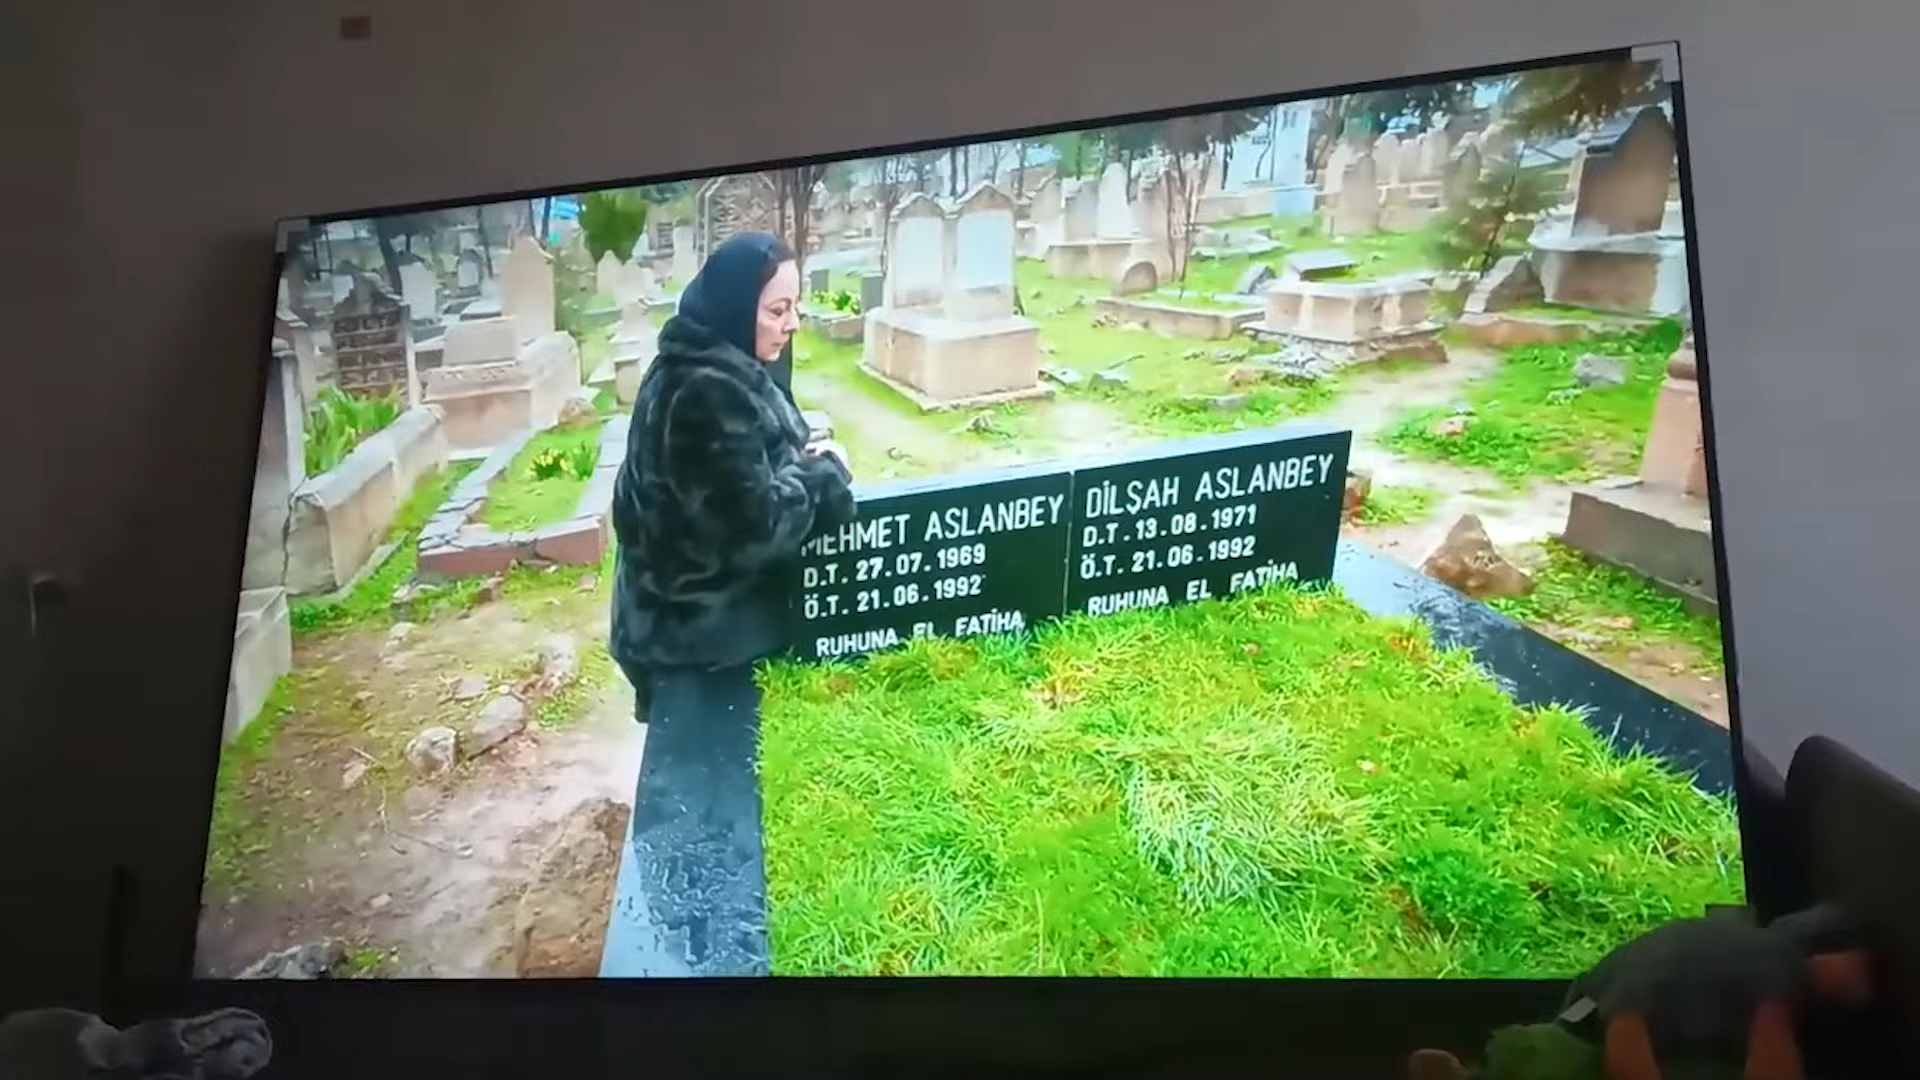 MEHMET ASLANBEY
D.T. 27.07.1969
Ö.T. 21.06.1992
RUHUNA EL FATİHA
DİLŞAH ASLANBEY
D.T. 13.08.1971
Ö.T. 21.06.1992
RUHUNA EL FATİHA